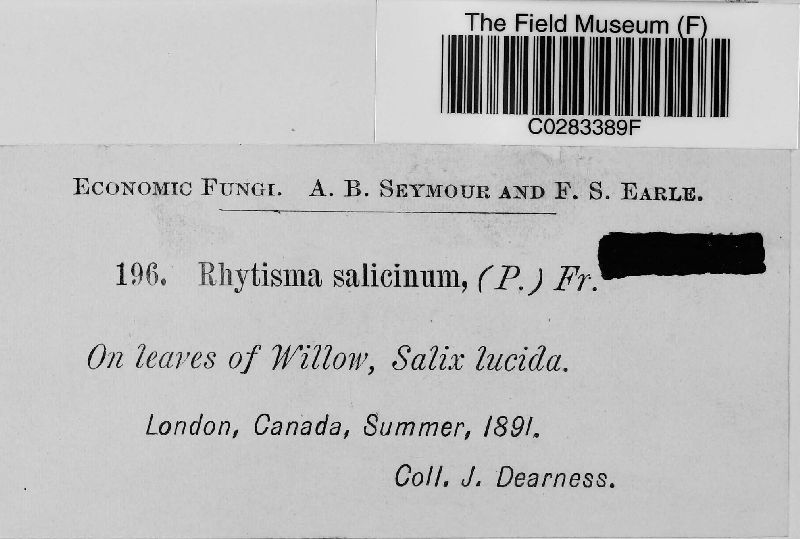 The Field Museum (F)
C0283389F
ECONOMIC FUNGI. A. B. SEYMOUR AND F. S. EARLE.
196. Rhytisma salicinum, (P.) Fr.
On leaves of Willow, Salix lucida.
London, Canada, Summer, 1891.
Coll. J. Dearness.